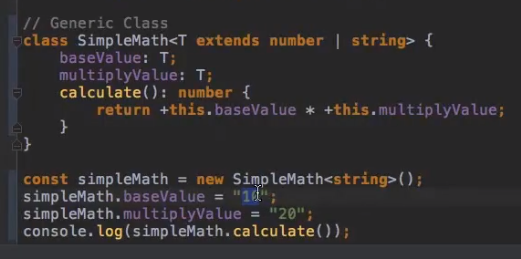 // Generic Class
class SimpleMath<T extends number | string> {
    baseValue: T;
    multiplyValue: T;
    calculate(): number {
        return +this.baseValue * +this.multiplyValue;
    }
}
const simpleMath = new SimpleMath<string>();
simpleMath.baseValue = "10";
simpleMath.multiplyValue = "20";
console.log(simpleMath.calculate());